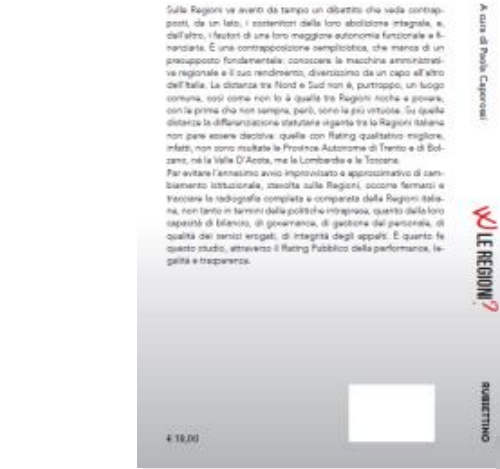 Sulle Regioni va avanti da tempo un dibattito che vede contrap-
posti, da un lato, i sostenitori della loro abolizione integrale, e,
dall'altro, i fautori di una loro maggiore autonomia funzionale e fi-
nanziaria. È una contrapposizione semplicistica, che manca di un
presupposto fondamentale: conoscere la macchina amministrati-
va regionale e il suo rendimento, diversissimo da un capo all'altro
dell'Italia. La distanza tra Nord e Sud non è, purtroppo, un luogo
comune, così come non lo è quella tra Regioni ricche e povere,
con le prime che non sempre, però, sono le più virtuose. Su quelle
distanze la differenziazione statutaria vigente tra le Regioni italiane
non pare essere decisiva: quelle con Rating qualitativo migliore,
infatti, non sono risultate le Province Autonome di Trento e di Bol-
zano, né la Valle D'Aosta, ma la Lombardia e la Toscana.
Per evitare l'ennesimo avvio improvvisato e approssimativo di cam-
biamento istituzionale, stavolta sulle Regioni, occorre fermarsi e
tracciare la radiografia completa e comparata delle Regioni italia-
ne, non tanto in termini delle politiche intraprese, quanto della loro
capacità di bilancio, di governance, di gestione del personale, di
qualità dei servizi erogati, di integrità degli appalti. È quanto fa
questo studio, attraverso il Rating Pubblico della performance, le-
galità e trasparenza.
€ 18,00
A cura di Paola Caporossi
W LE REGIONI?
RUBBETTINO